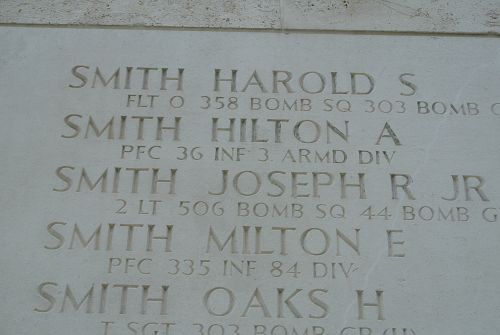 SMITH HAROLD S
FLT O 358 BOMB SQ 303 BOMB
SMITH HILTON A
PFC 36 INF 3 ARMD DIV
SMITH JOSEPH R JR
2 LT 506 BOMB SQ 44 BOMB G
SMITH MILTON E
PFC 335 INF 84 DIV
SMITH OAKS H
T SGT 303 BOMB GP (H)